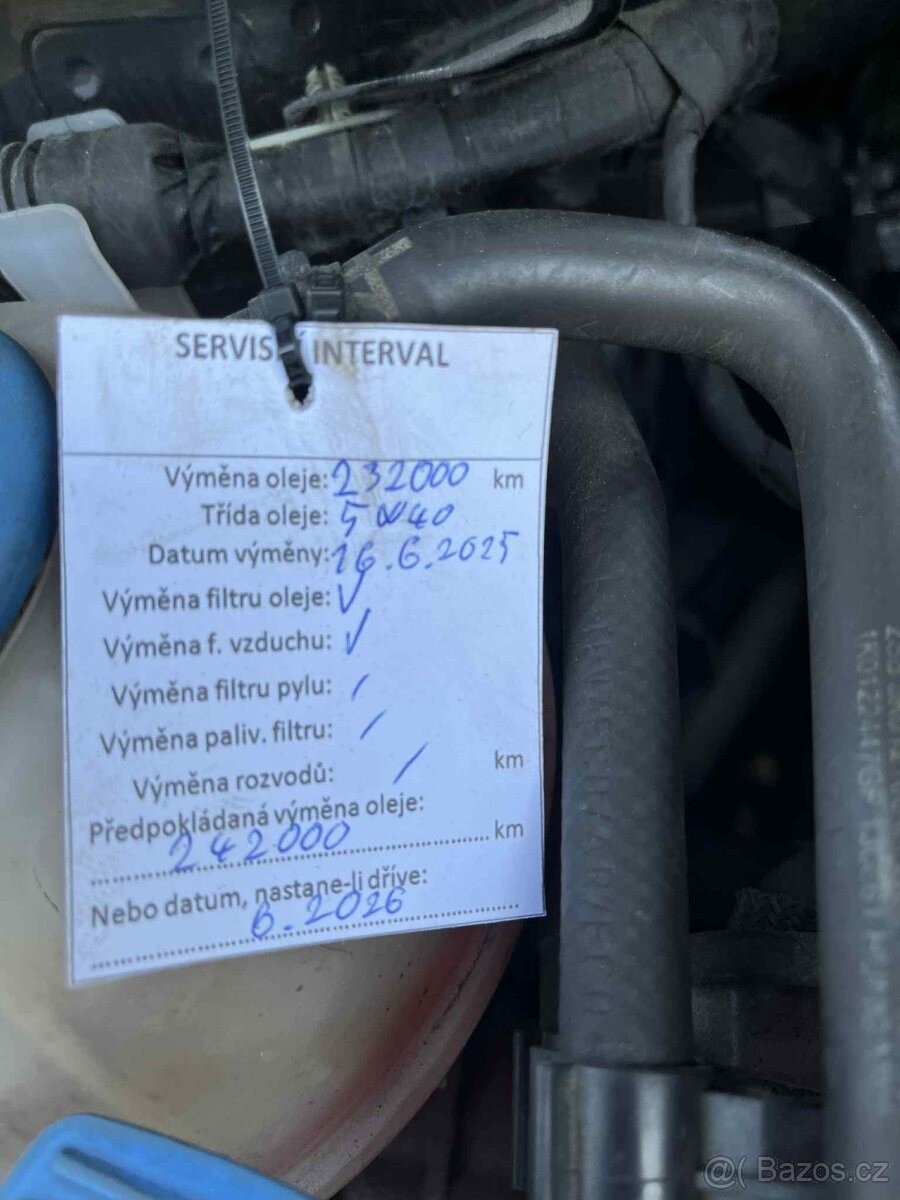 SERVIS INTERVAL
Výměna oleje: 232000 km
Třída oleje: 5W40
Datum výměny: 16.6.2025
Výměna filtru oleje: ✓
Výměna f. vzduchu: ✓
Výměna filtru pylu: /
Výměna paliv. filtru: /
Výměna rozvodů: / km
Předpokládaná výměna oleje:
242000 km
Nebo datum, nastane-li dříve:
6.2026
@( Bazos.cz